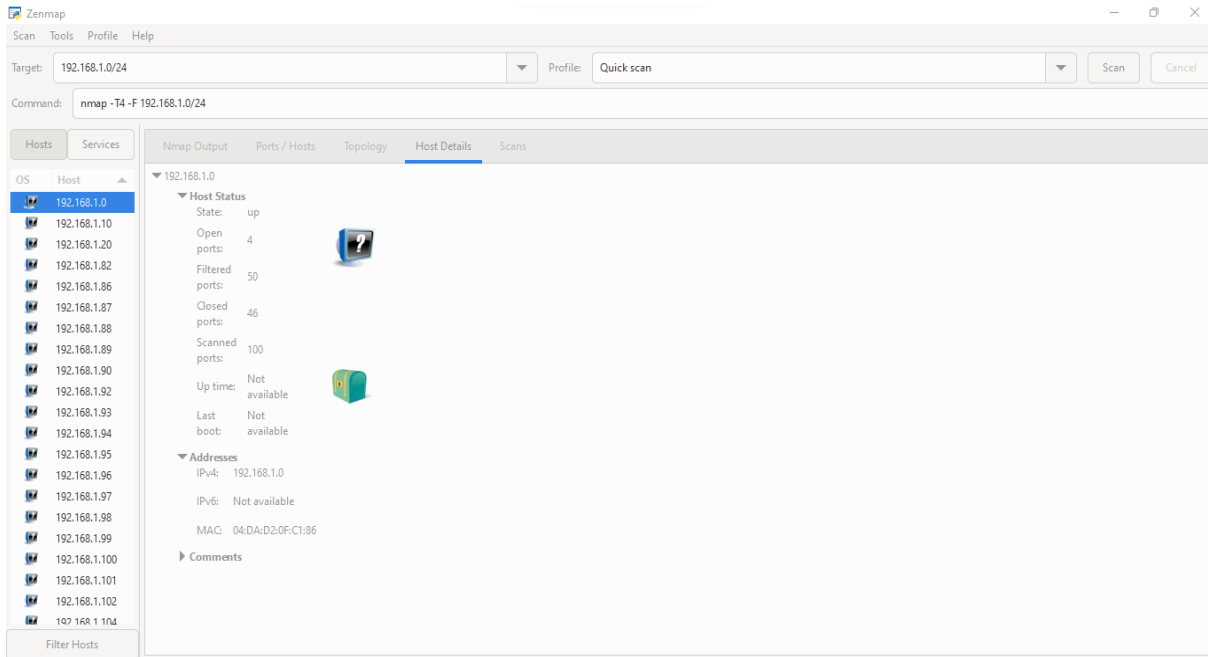 Zenmap
Scan Tools Profile Help
Target: 192.168.1.0/24 Profile: Quick scan Scan Cancel
Command: nmap -T4 -F 192.168.1.0/24
Hosts Services
Nmap Output Ports / Hosts Topology Host Details Scans
OS Host
192.168.1.0
192.168.1.10
192.168.1.20
192.168.1.82
192.168.1.86
192.168.1.87
192.168.1.88
192.168.1.89
192.168.1.90
192.168.1.92
192.168.1.93
192.168.1.94
192.168.1.95
192.168.1.96
192.168.1.97
192.168.1.98
192.168.1.99
192.168.1.100
192.168.1.101
192.168.1.102
192.168.1.104
Filter Hosts
192.168.1.0
Host Status
State: up
Open
ports: 4
Filtered
ports: 50
Closed
ports: 46
Scanned
ports: 100
Up time: Not
available
Last Not
boot: available
Addresses
IPv4: 192.168.1.0
IPv6: Not available
MAC: 04:DA:D2:0F:C1:86
Comments